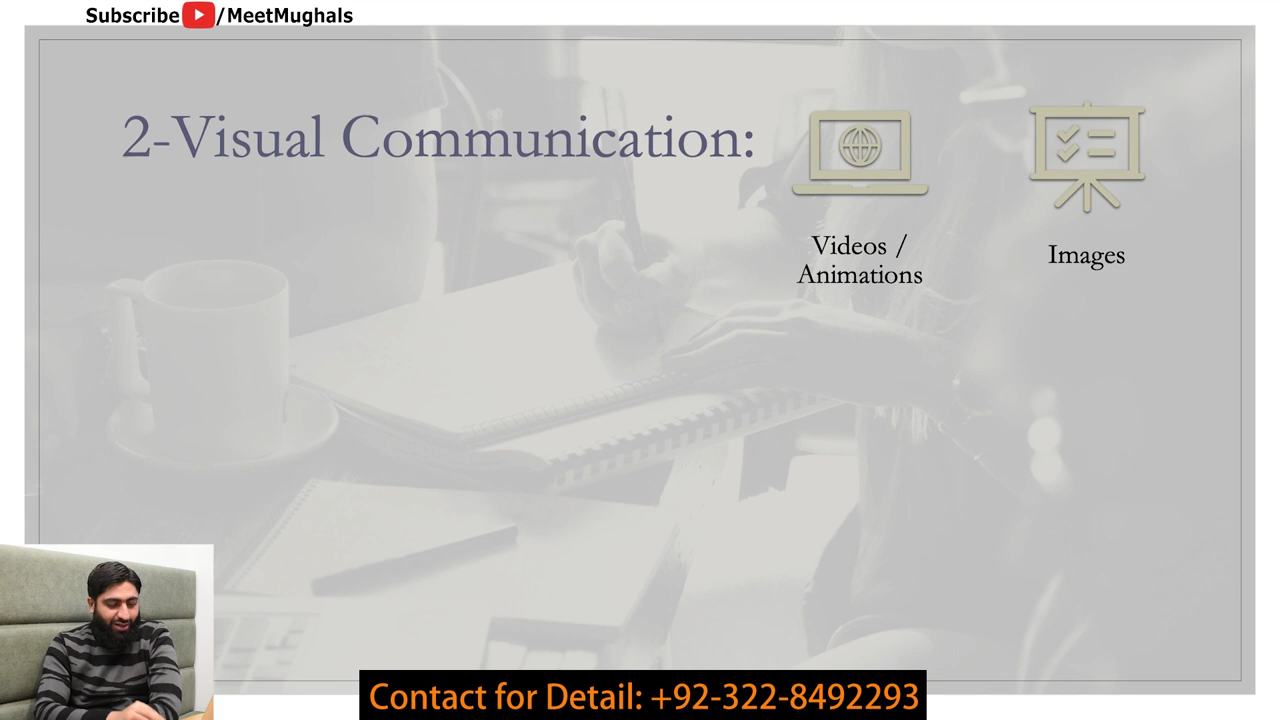 Subscribe /MeetMughals
2-Visual Communication:
Videos /
Animations
Images
Contact for Detail: +92-322-8492293